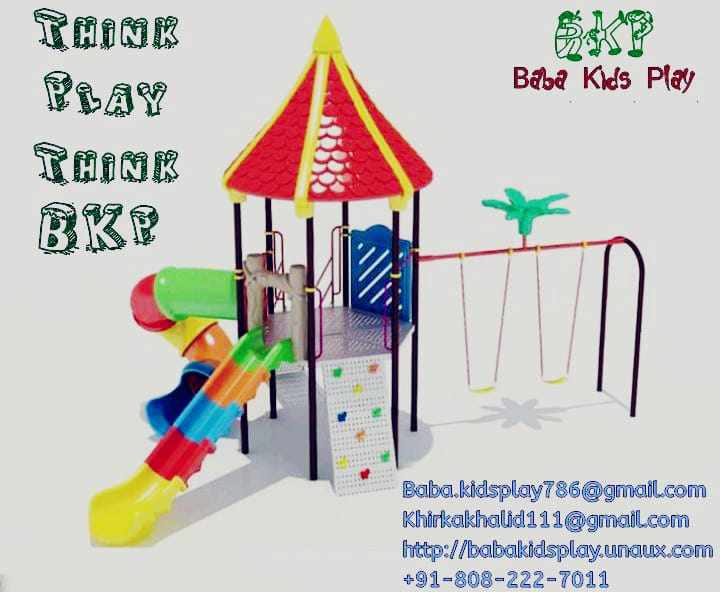 Think
Play
Think
BKP
BKP
Baba Kids Play
Baba.kidsplay786@gmail.com
Khirkakhalid111@gmail.com
http://babakidsplay.unaux.com
+91-808-222-7011